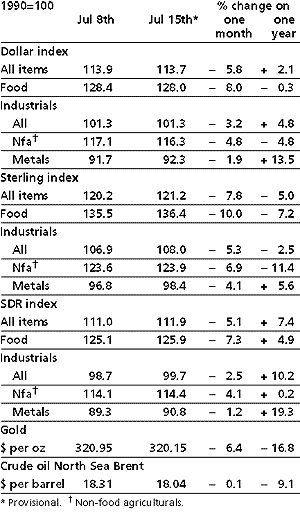 1990=100 Jul 8th Jul 15th* % change on
one month one year
Dollar index
All items 113.9 113.7 − 5.8 + 2.1
Food 128.4 128.0 − 8.0 − 0.3
Industrials
All 101.3 101.3 − 3.2 + 4.8
Nfa† 117.1 116.3 − 4.8 − 4.8
Metals 91.7 92.3 − 1.9 + 13.5
Sterling index
All items 120.2 121.2 − 7.8 − 5.0
Food 135.5 136.4 − 10.0 − 7.2
Industrials
All 106.9 108.0 − 5.3 − 2.5
Nfa† 123.6 123.9 − 6.9 − 11.4
Metals 96.8 98.4 − 4.1 + 5.6
SDR index
All items 111.0 111.9 − 5.1 + 7.4
Food 125.1 125.9 − 7.3 + 4.9
Industrials
All 98.7 99.7 − 2.5 + 10.2
Nfa† 114.1 114.4 − 4.1 + 0.2
Metals 89.3 90.8 − 1.2 + 19.3
Gold
$ per oz 320.95 320.15 − 6.4 − 16.8
Crude oil North Sea Brent
$ per barrel 18.31 18.04 − 0.1 − 9.1
* Provisional. † Non-food agriculturals.